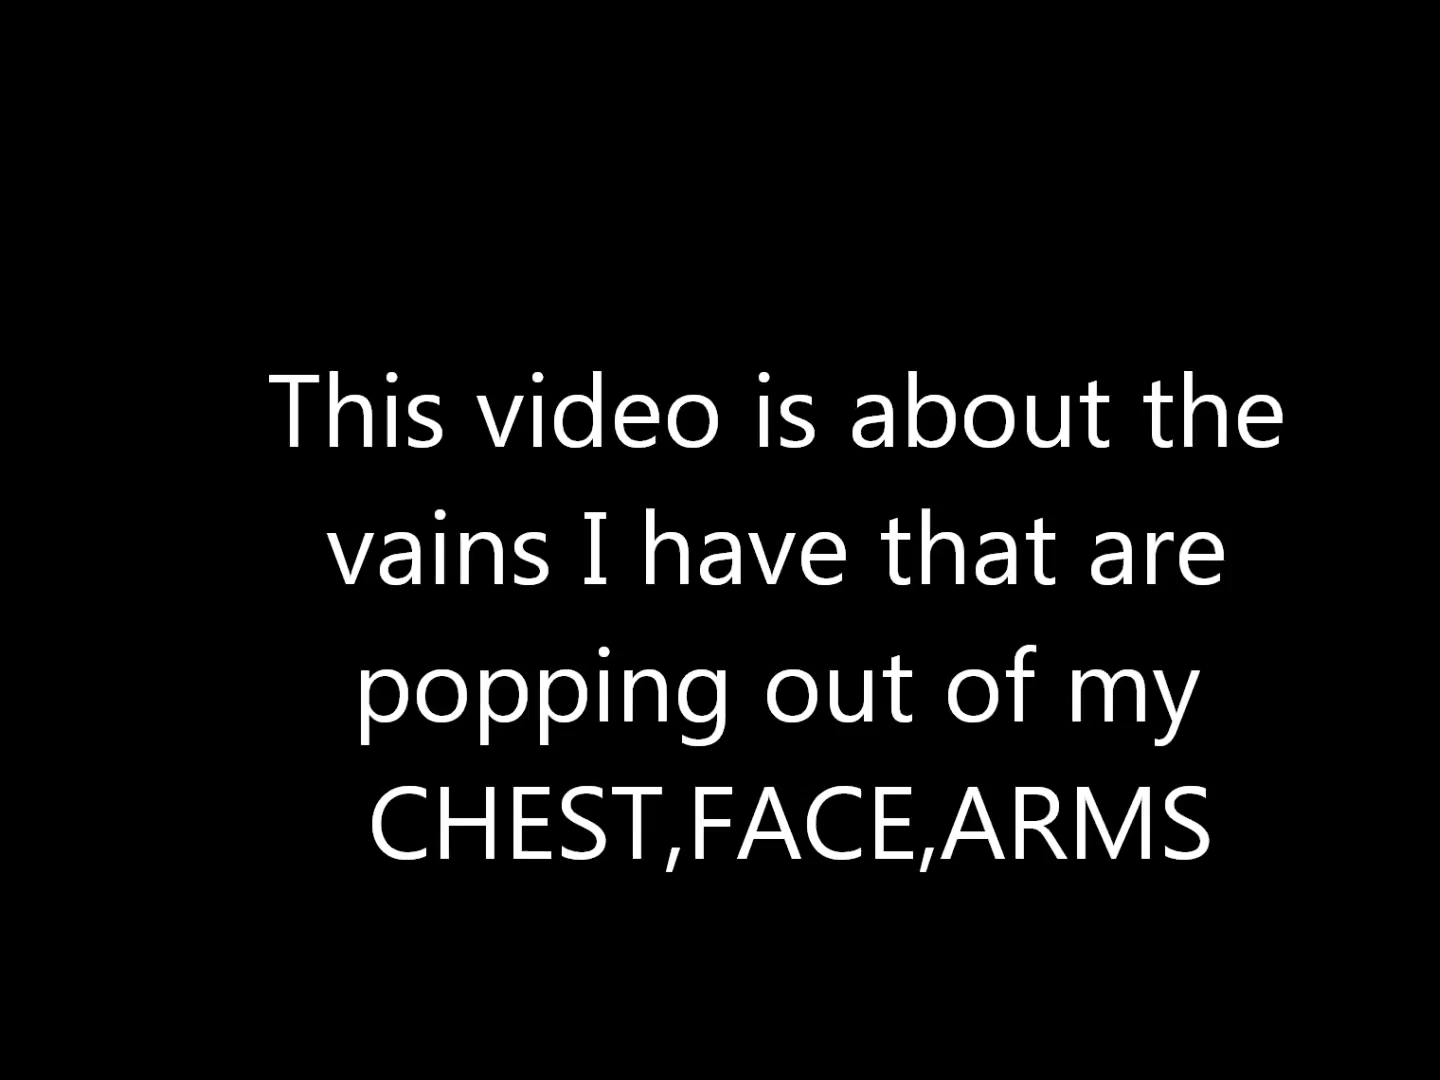 This video is about the
vains I have that are
popping out of my
CHEST,FACE,ARMS